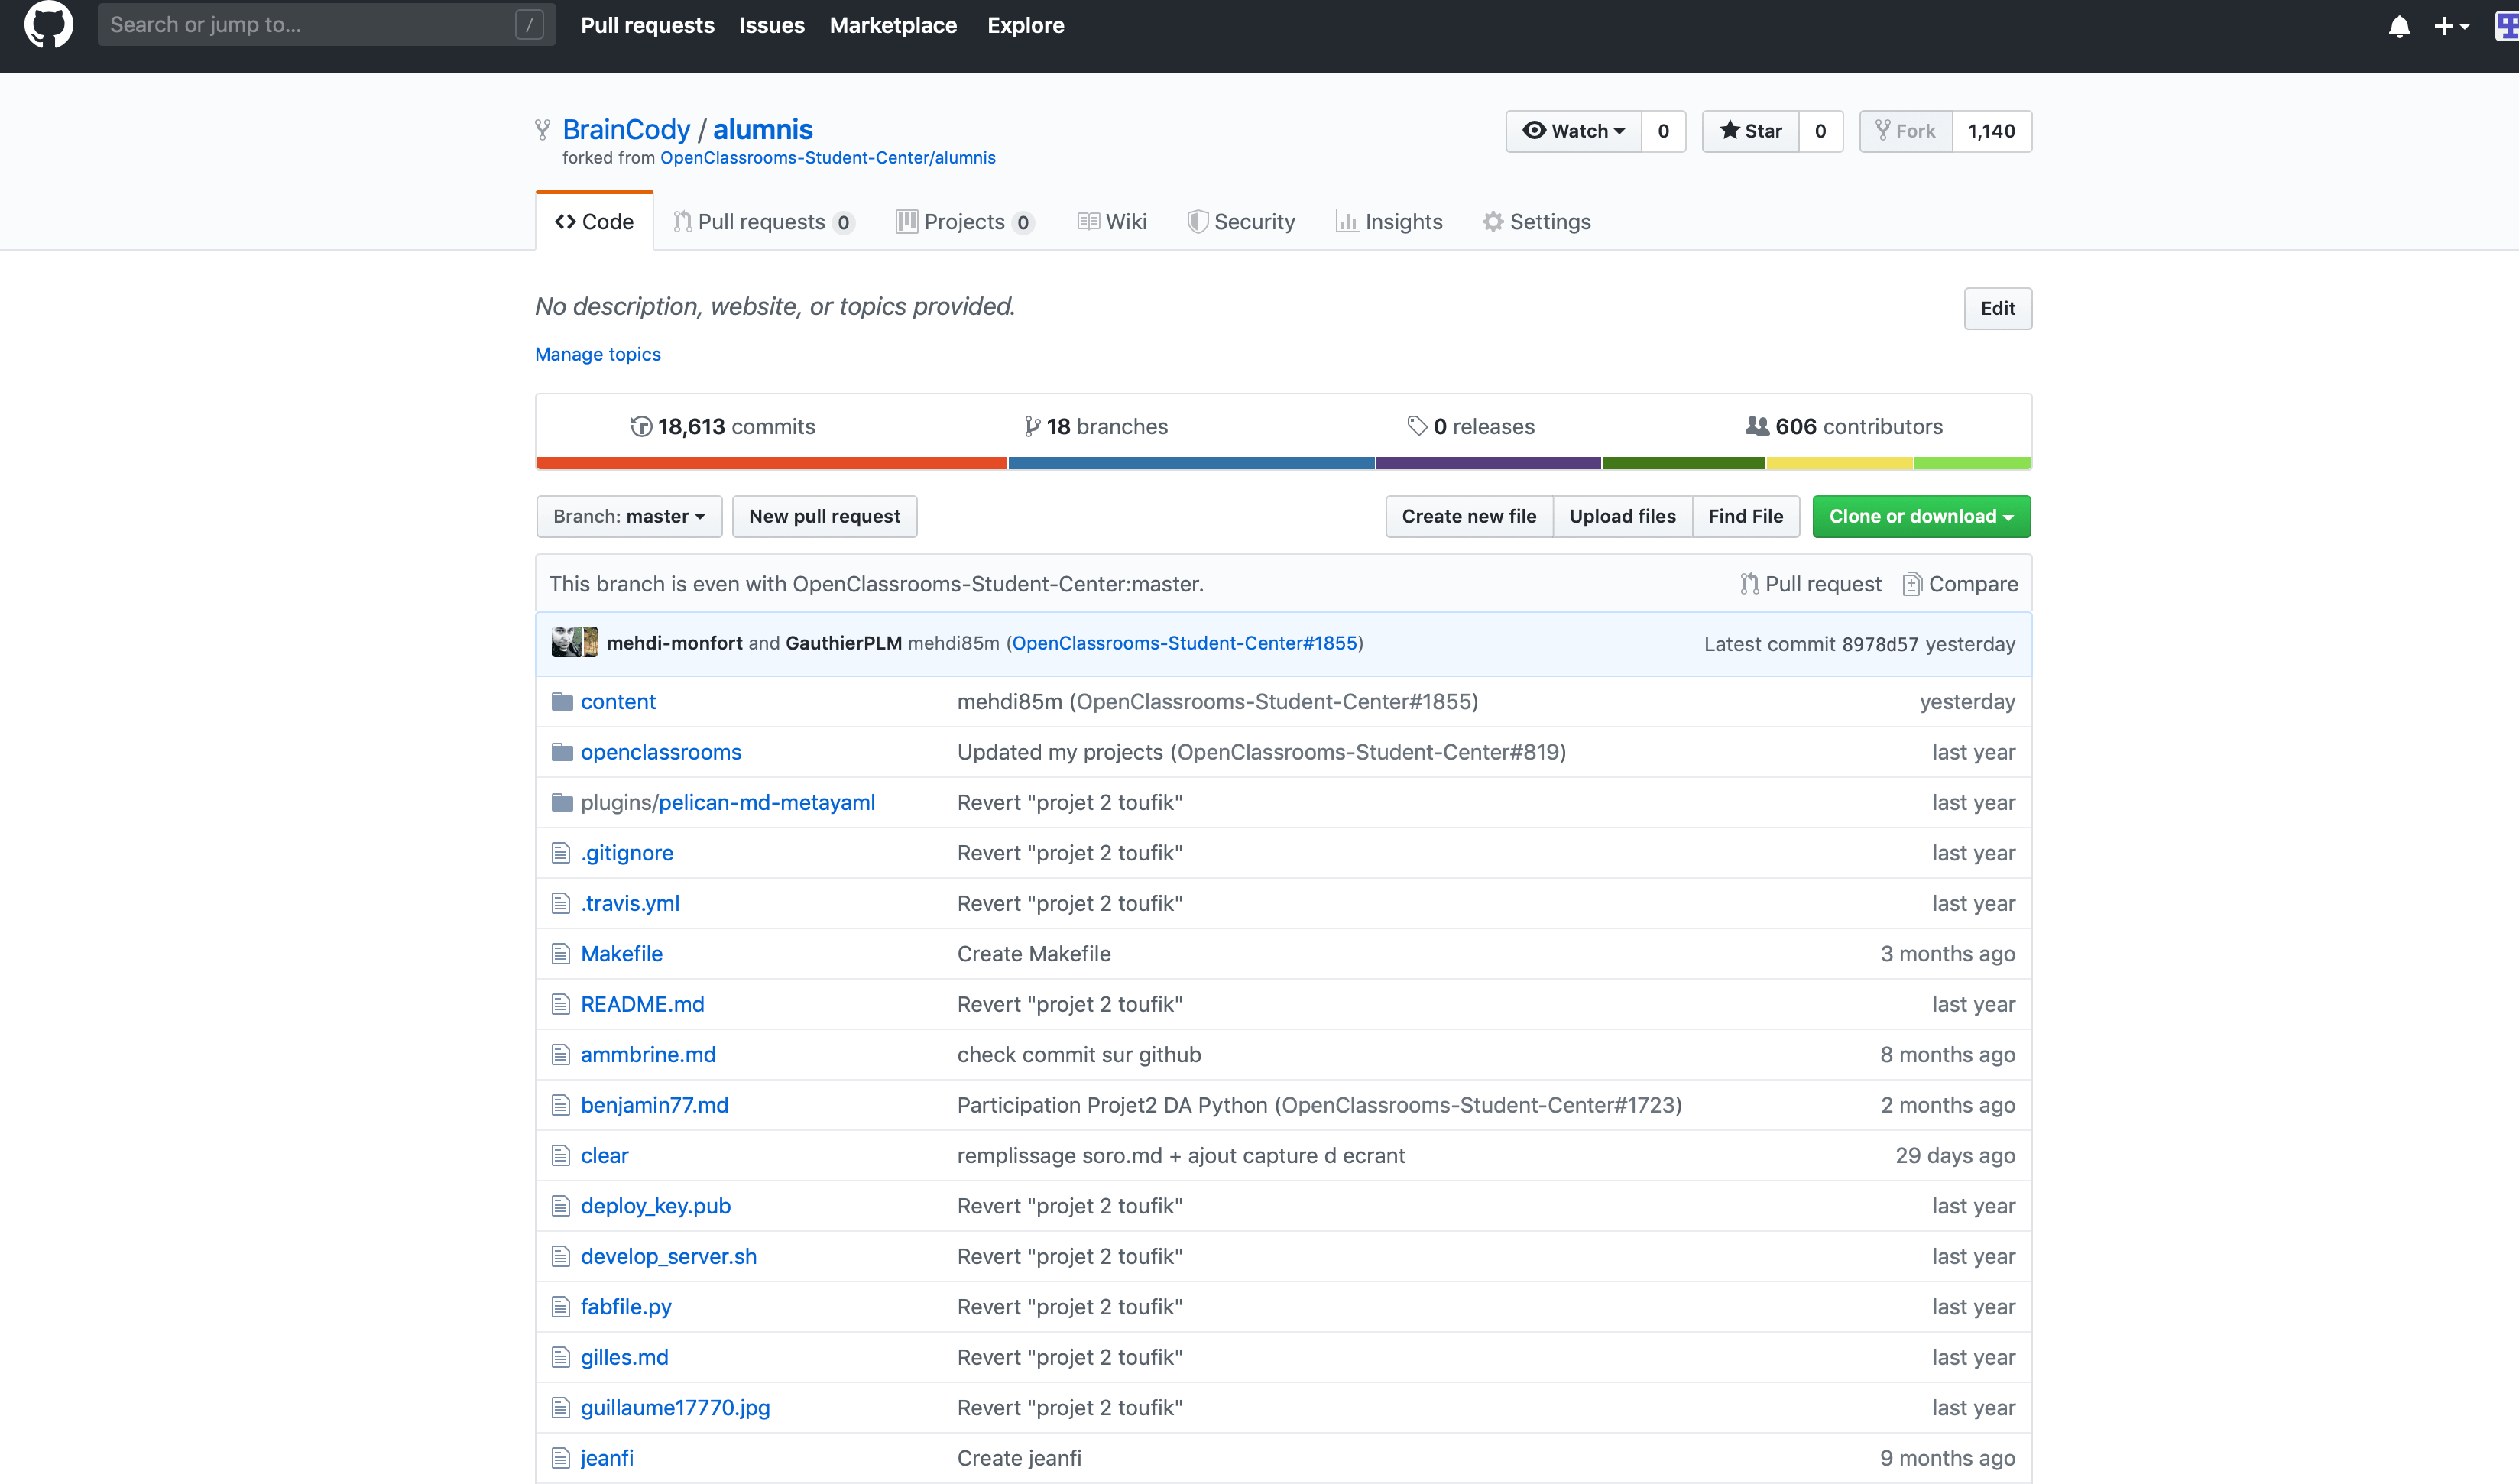 Search or jump to... / Pull requests Issues Marketplace Explore
BrainCody / alumnis Watch 0 Star 0 Fork 1,140
forked from OpenClassrooms-Student-Center/alumnis
Code Pull requests 0 Projects 0 Wiki Security Insights Settings
No description, website, or topics provided. Edit
Manage topics
18,613 commits 18 branches 0 releases 606 contributors
Branch: master New pull request Create new file Upload files Find File Clone or download
This branch is even with OpenClassrooms-Student-Center:master. Pull request Compare
mehdi-monfort and GauthierPLM mehdi85m (OpenClassrooms-Student-Center#1855) Latest commit 8978d57 yesterday
content mehdi85m (OpenClassrooms-Student-Center#1855) yesterday
openclassrooms Updated my projects (OpenClassrooms-Student-Center#819) last year
plugins/pelican-md-metayaml Revert "projet 2 toufik" last year
.gitignore Revert "projet 2 toufik" last year
.travis.yml Revert "projet 2 toufik" last year
Makefile Create Makefile 3 months ago
README.md Revert "projet 2 toufik" last year
ammbrine.md check commit sur github 8 months ago
benjamin77.md Participation Projet2 DA Python (OpenClassrooms-Student-Center#1723) 2 months ago
clear remplissage soro.md + ajout capture d ecrant 29 days ago
deploy_key.pub Revert "projet 2 toufik" last year
develop_server.sh Revert "projet 2 toufik" last year
fabfile.py Revert "projet 2 toufik" last year
gilles.md Revert "projet 2 toufik" last year
guillaume17770.jpg Revert "projet 2 toufik" last year
jeanfi Create jeanfi 9 months ago